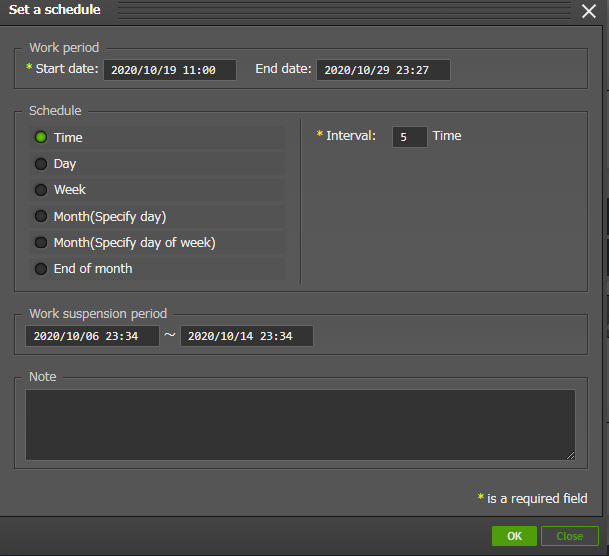 Set a schedule
Work period
* Start date: 2020/10/19 11:00 End date: 2020/10/29 23:27
Schedule
Time
* Interval: 5 Time
Day
Week
Month(Specify day)
Month(Specify day of week)
End of month
Work suspension period
2020/10/06 23:34 ~ 2020/10/14 23:34
Note
* is a required field
OK Close